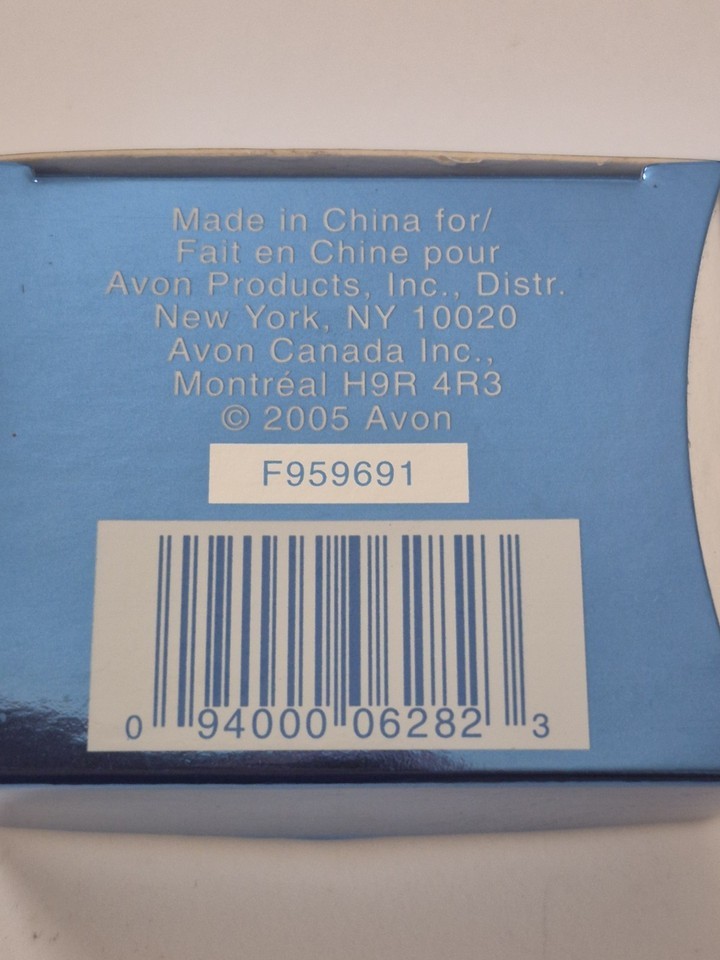 Made in China for/
Fait en Chine pour
Avon Products, Inc., Distr.
New York, NY 10020
Avon Canada Inc.,
Montréal H9R 4R3
© 2005 Avon
F959691
0 94000 06282 3